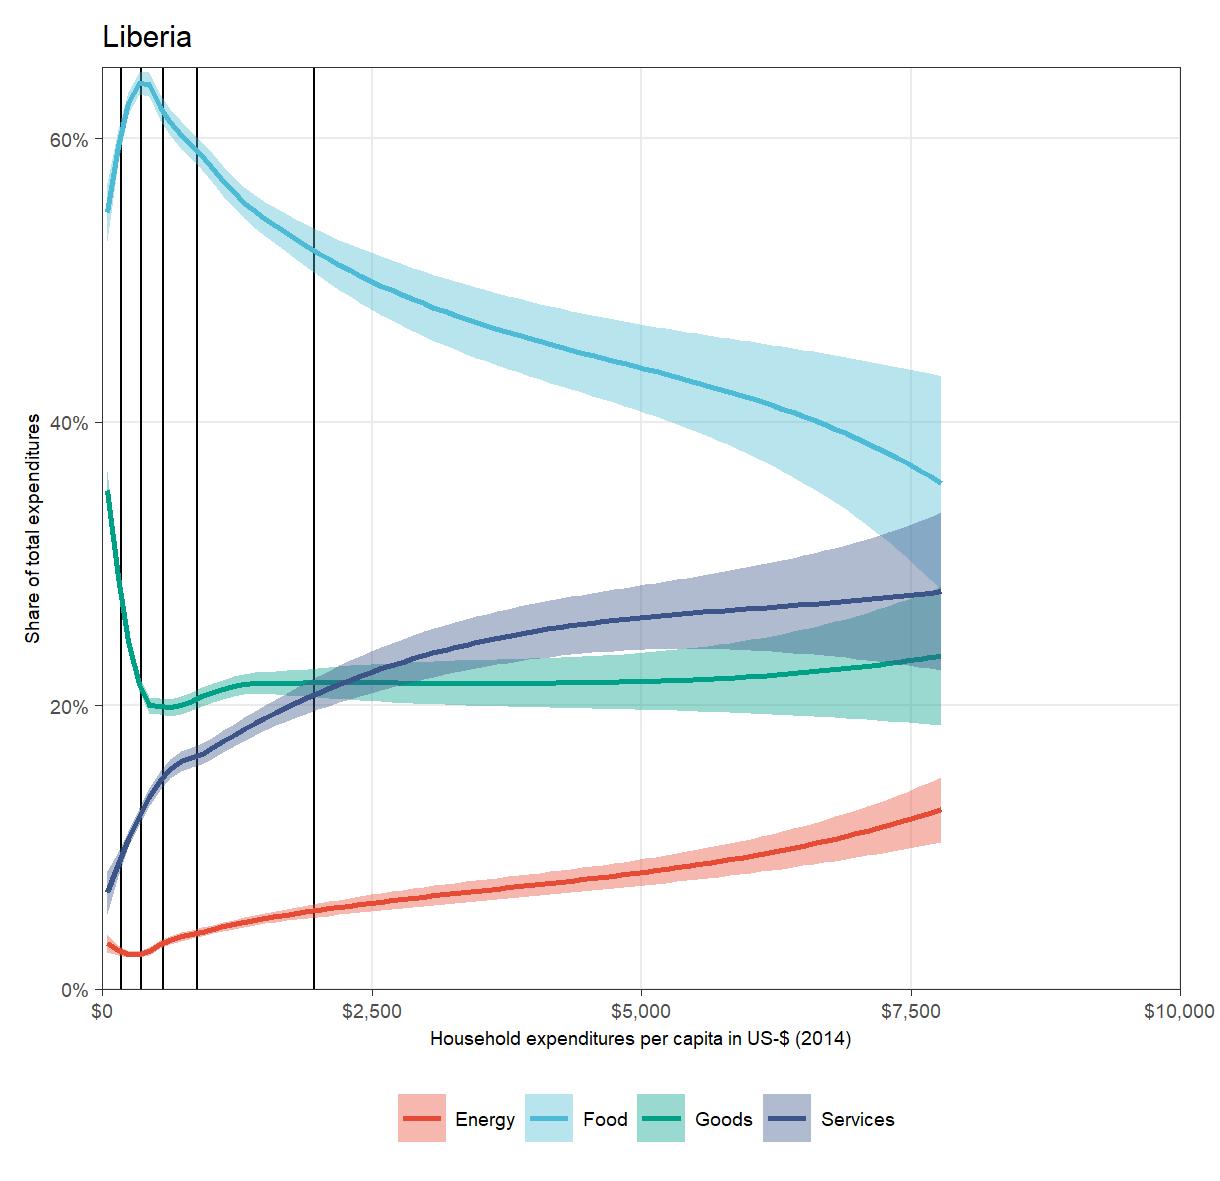 Liberia
60%
40%
20%
0%
Share of total expenditures
$0
$2,500
$5,000
$7,500
$10,000
Household expenditures per capita in US-$ (2014)
Energy
Food
Goods
Services